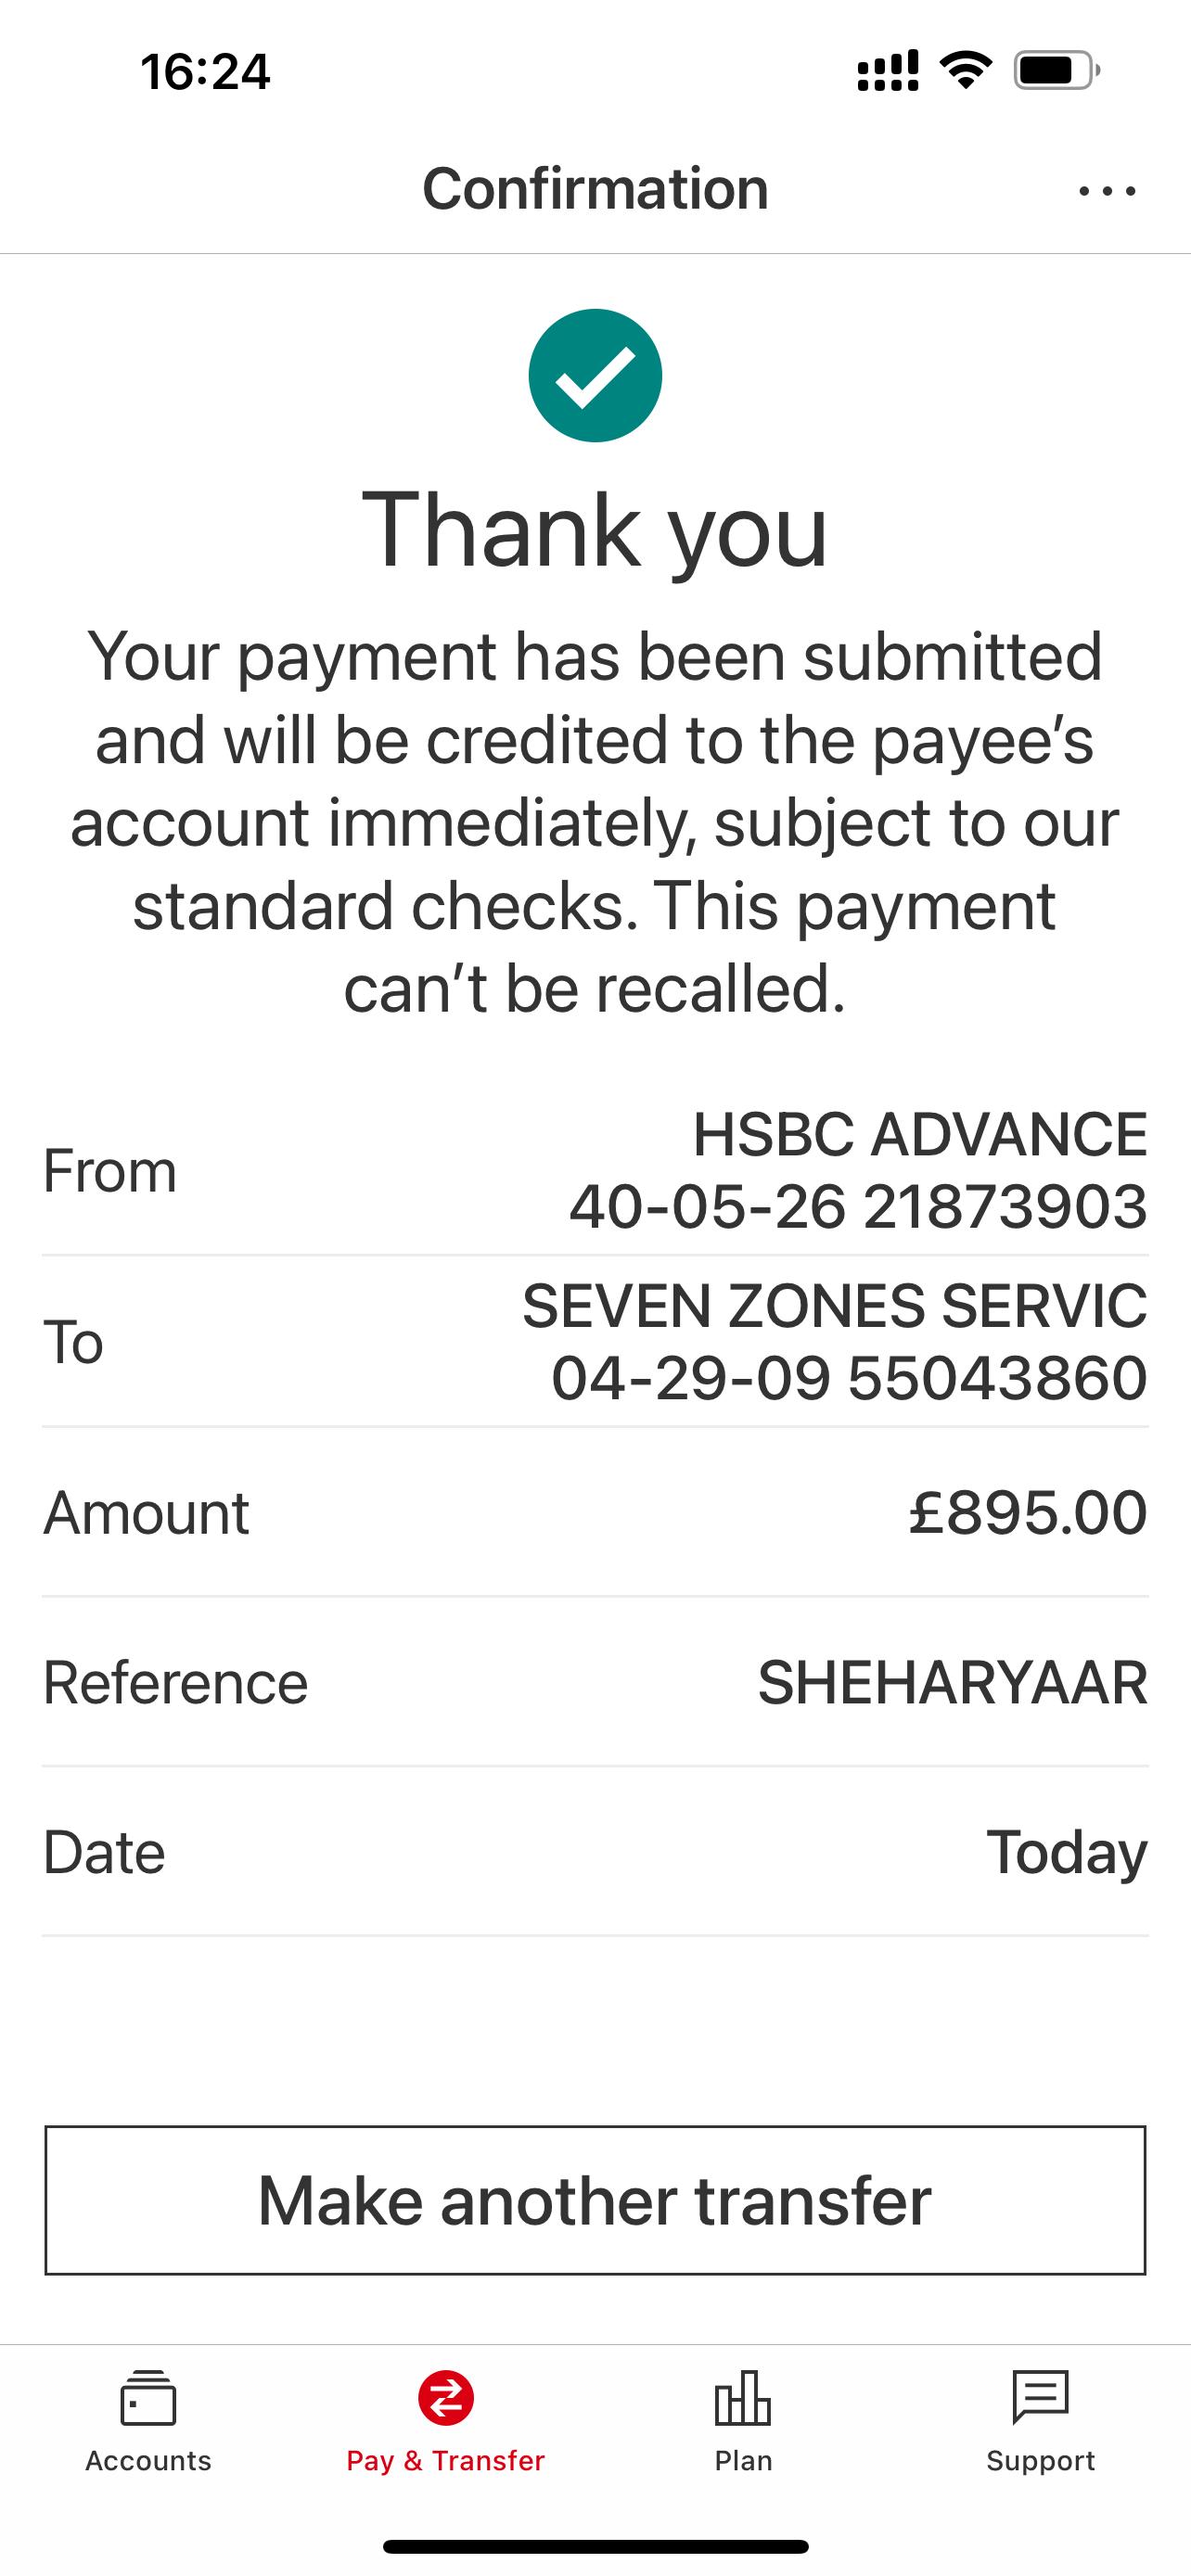 16:24
Confirmation
Thank you
Your payment has been submitted
and will be credited to the payee’s
account immediately, subject to our
standard checks. This payment
can’t be recalled.
From
HSBC ADVANCE
40-05-26 21873903
To
SEVEN ZONES SERVIC
04-29-09 55043860
Amount
£895.00
Reference
SHEHARYAAR
Date
Today
Make another transfer
Accounts
Pay & Transfer
Plan
Support